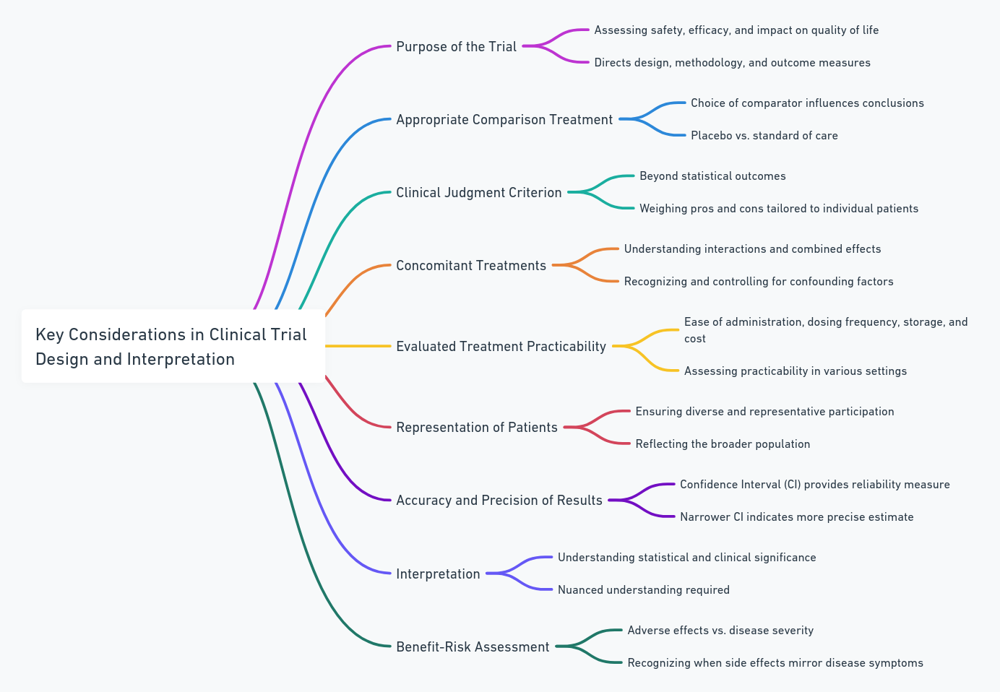 Key Considerations in Clinical Trial
Design and Interpretation
Purpose of the Trial
Assessing safety, efficacy, and impact on quality of life
Directs design, methodology, and outcome measures
Appropriate Comparison Treatment
Choice of comparator influences conclusions
Placebo vs. standard of care
Clinical Judgment Criterion
Beyond statistical outcomes
Weighing pros and cons tailored to individual patients
Concomitant Treatments
Understanding interactions and combined effects
Recognizing and controlling for confounding factors
Evaluated Treatment Practicability
Ease of administration, dosing frequency, storage, and
cost
Assessing practicability in various settings
Representation of Patients
Ensuring diverse and representative participation
Reflecting the broader population
Accuracy and Precision of Results
Confidence Interval (CI) provides reliability measure
Narrower CI indicates more precise estimate
Interpretation
Understanding statistical and clinical significance
Nuanced understanding required
Benefit-Risk Assessment
Adverse effects vs. disease severity
Recognizing when side effects mirror disease symptoms